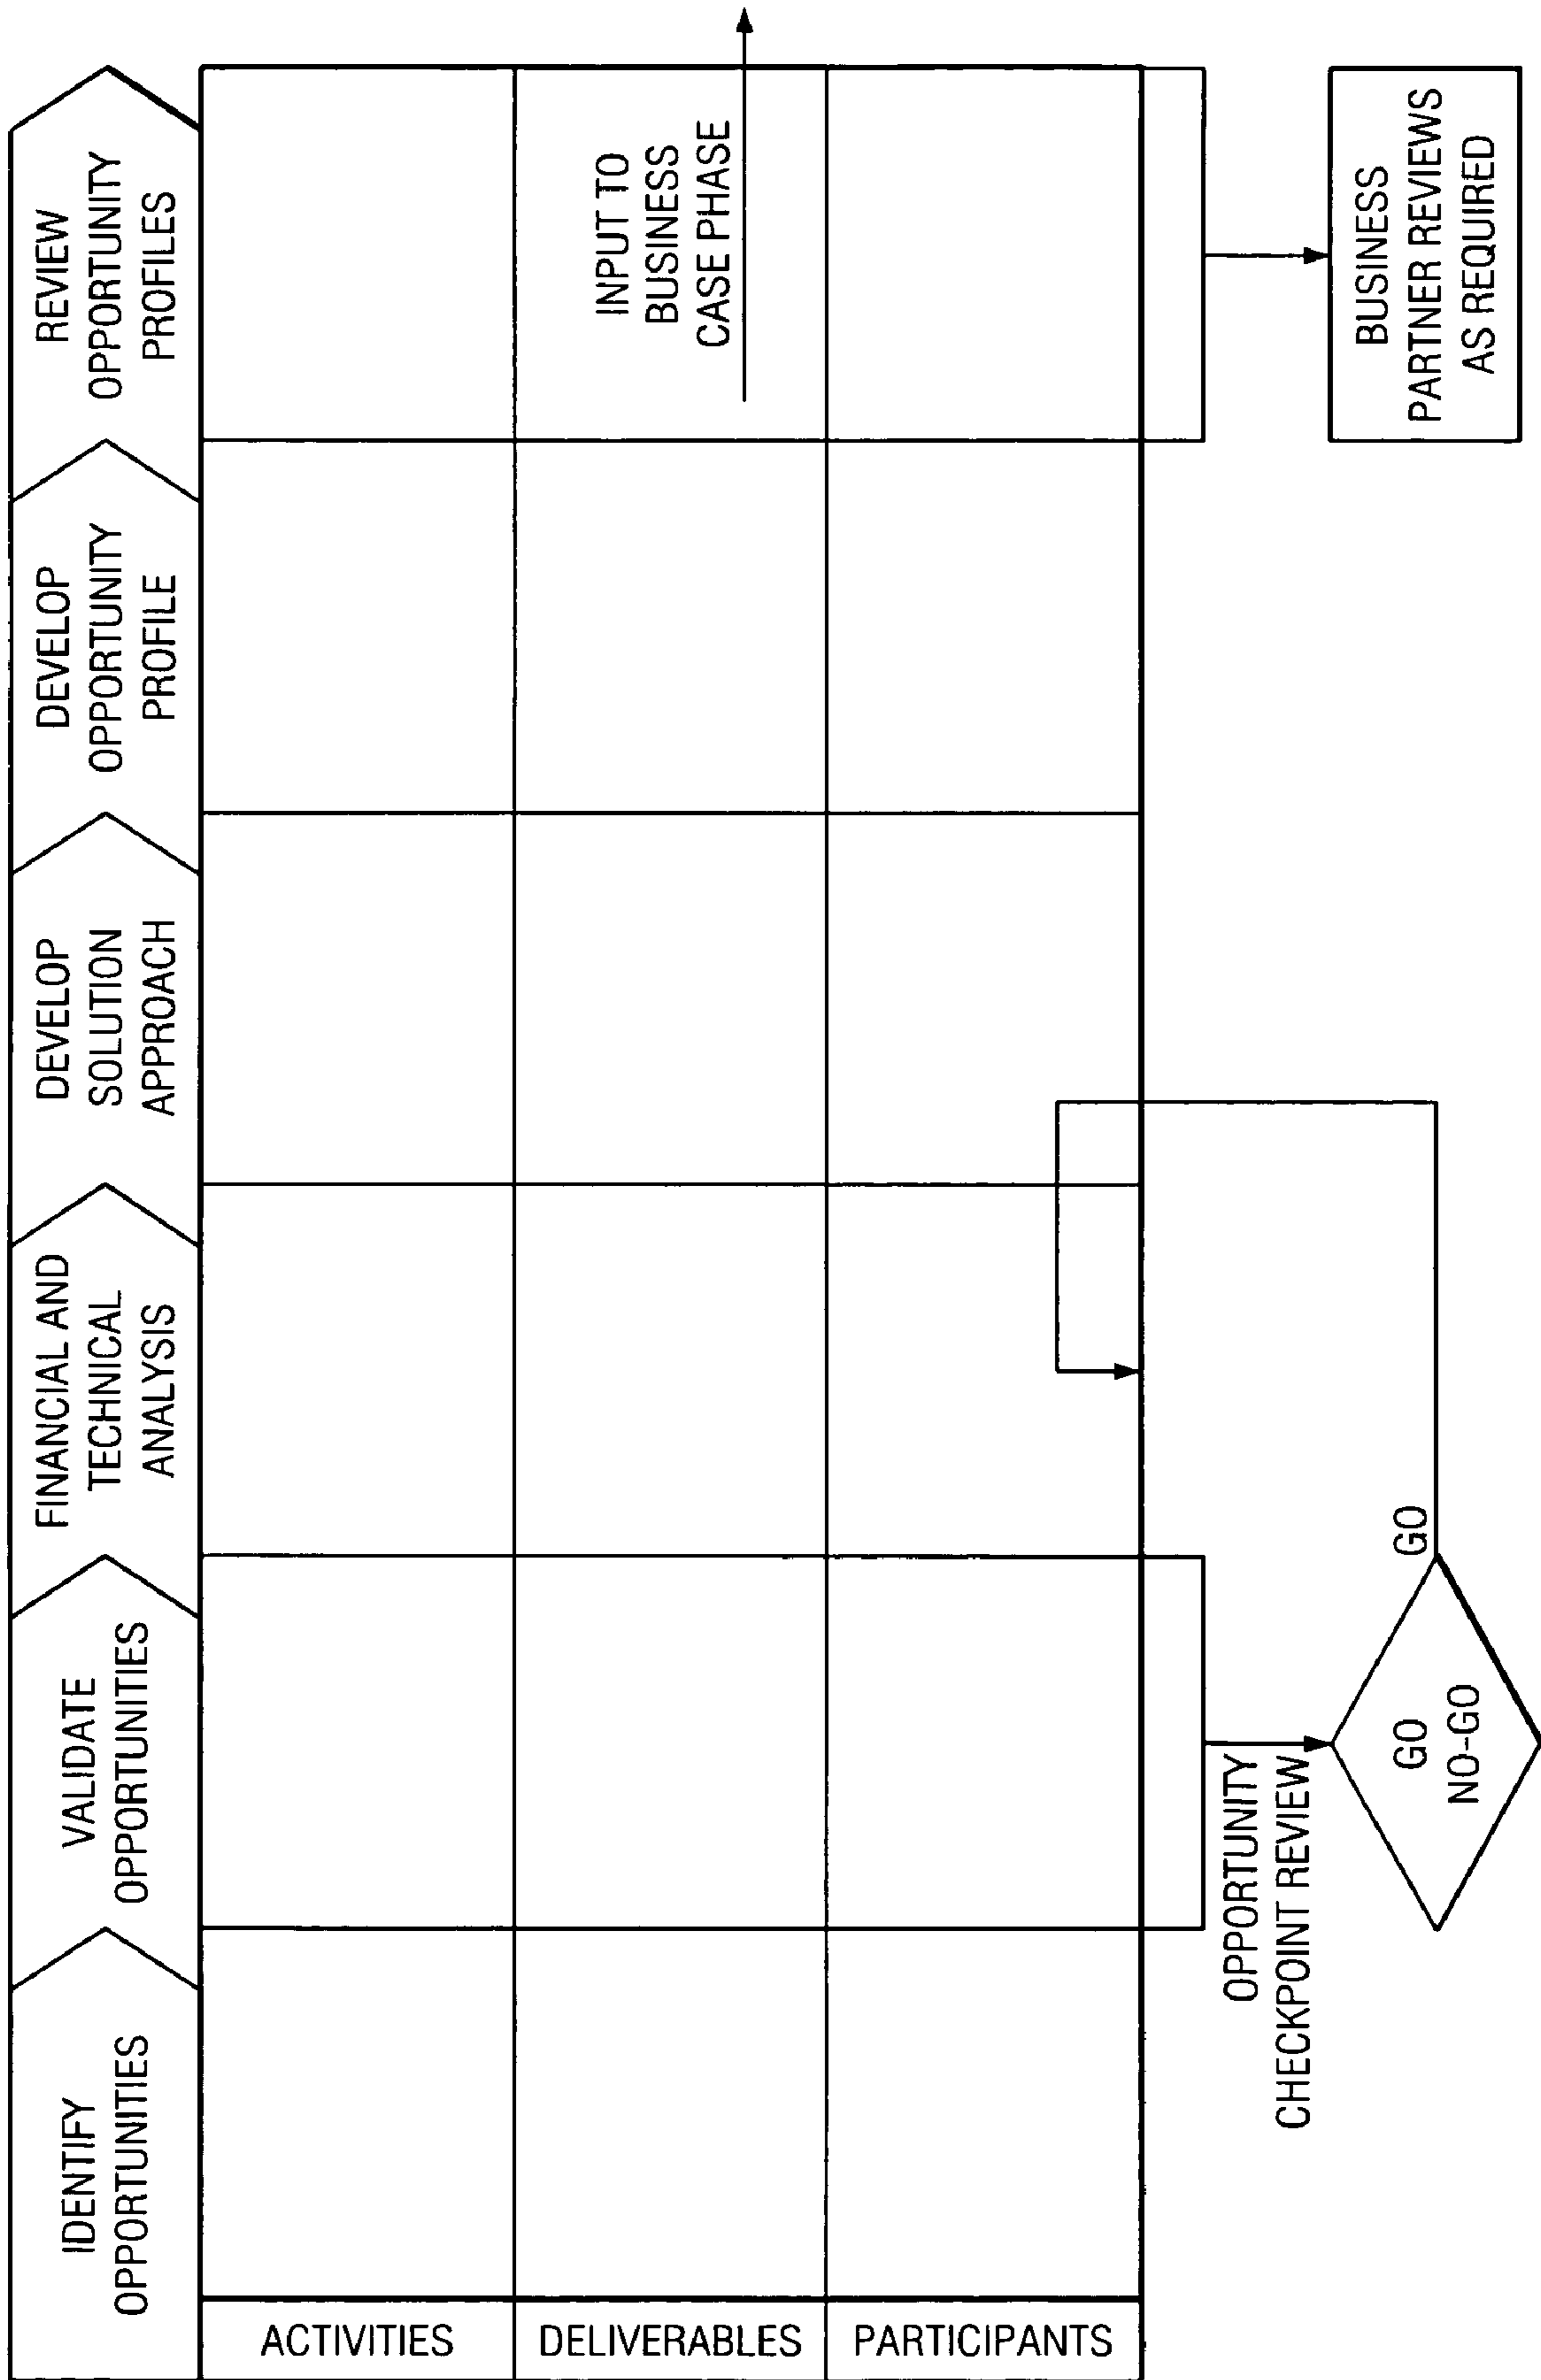 IDENTIFY
OPPORTUNITIES
VALIDATE
OPPORTUNITIES
FINANCIAL AND
TECHNICAL
ANALYSIS
DEVELOP
SOLUTION
APPROACH
DEVELOP
OPPORTUNITY
PROFILE
REVIEW
OPPORTUNITY
PROFILES
ACTIVITIES
DELIVERABLES
INPUT TO
BUSINESS
CASE PHASE
PARTICIPANTS
OPPORTUNITY
CHECKPOINT REVIEW
GO
NO-GO
GO
BUSINESS
PARTNER REVIEWS
AS REQUIRED